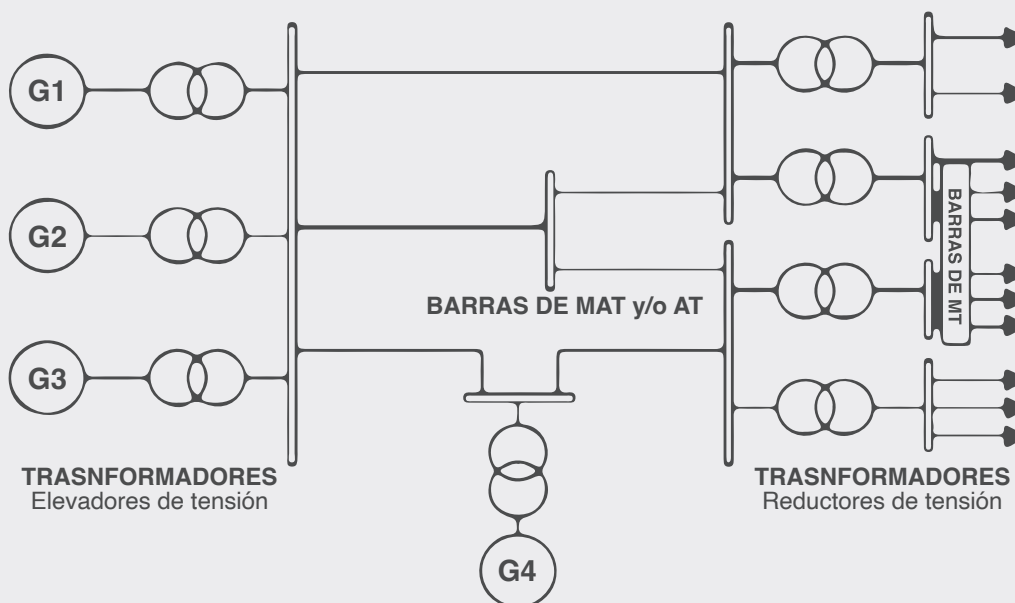 G1
G2
G3
BARRAS DE MAT y/o AT
BARRAS DE MT
TRASNFORMADORES
Elevadores de tensión
TRASNFORMADORES
Reductores de tensión
G4